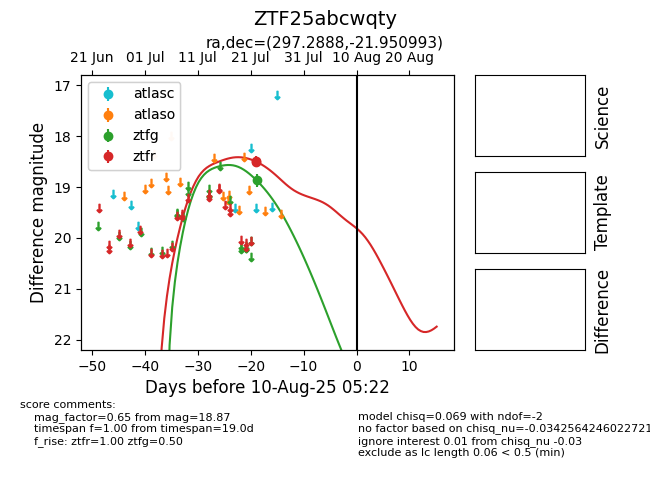 ZTF25abcwqty
ra,dec=(297.2888,-21.950993)
21 Jun 01 Jul 11 Jul 21 Jul 31 Jul 10 Aug 20 Aug
17
18
19
20
21
22
Difference magnitude
atlasc
atlaso
ztfg
ztfr
−50 −40 −30 −20 −10 0 10
Days before 10-Aug-25 05:22
Science
Template
Difference
score comments:
mag_factor=0.65 from mag=18.87
timespan f=1.00 from timespan=19.0d
f_rise: ztfr=1.00 ztfg=0.50
model chisq=0.069 with ndof=-2
no factor based on chisq_nu=-0.0342564246022721
ignore interest 0.01 from chisq_nu -0.03
exclude as lc length 0.06 < 0.5 (min)